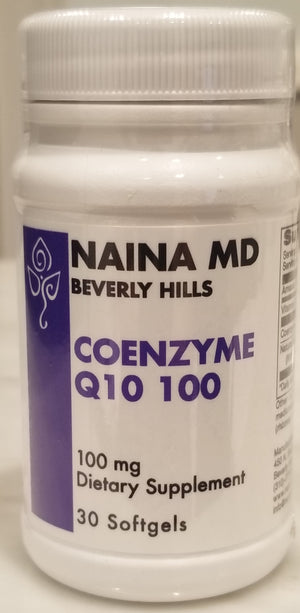 NAINA MD
BEVERLY HILLS
COENZYME
Q10 100
100 mg
Dietary Supplement
30 Softgels